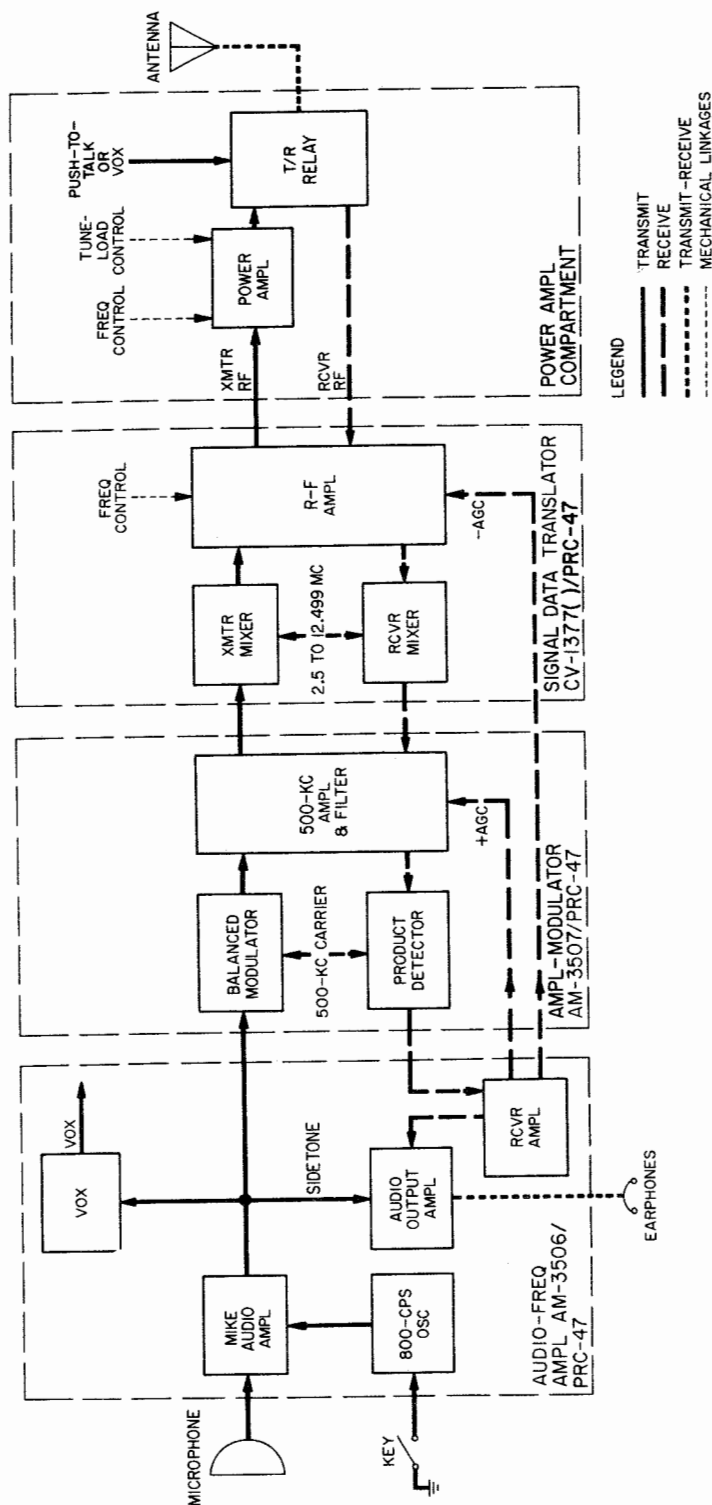 MICROPHONE
KEY
MIKE
AUDIO
AMPL
800-CPS
OSC
VOX
VOX
SIDETONE
AUDIO
OUTPUT
AMPL
RCVR
AMPL
EARPHONES
AUDIO-FREQ
AMPL AM-3506/
PRC-47
BALANCED
MODULATOR
500-KC CARRIER
PRODUCT
DETECTOR
500-KC
AMPL
& FILTER
+AGC
AMPL-MODULATOR
AM-3507/PRC-47
XMTR
MIXER
2.5 TO 12.499 MC
RCVR
MIXER
FREQ
CONTROL
R-F
AMPL
-AGC
SIGNAL DATA TRANSLATOR
CV-1377( )/PRC-47
XMTR
RF
RCVR
RF
FREQ
CONTROL
TUNE-
LOAD
CONTROL
POWER
AMPL
PUSH-TO-
TALK
OR
VOX
T/R
RELAY
ANTENNA
POWER AMPL
COMPARTMENT
LEGEND
TRANSMIT
RECEIVE
TRANSMIT-RECEIVE
MECHANICAL LINKAGES